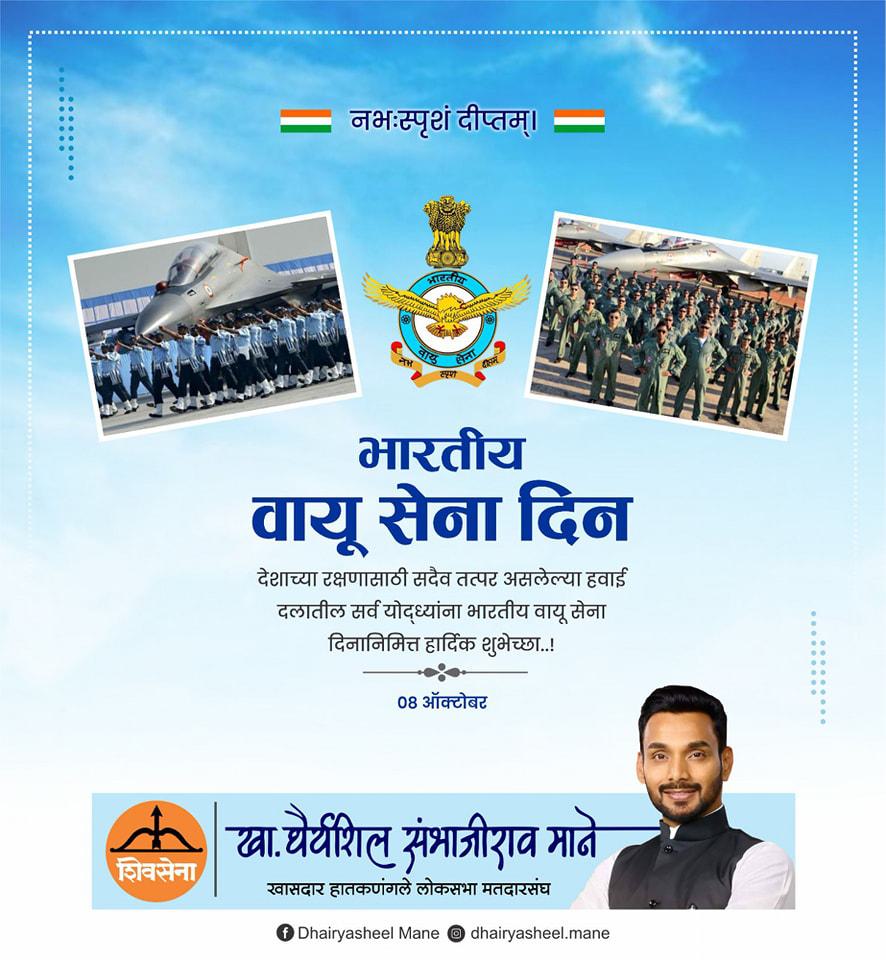 नभःस्पृशं दीप्तम्।
भारतीय
वायु सेना
नभ स्पृशं दीप्तम्
भारतीय
वायू सेना दिन
देशाच्या रक्षणासाठी सदैव तत्पर असलेल्या हवाई
दलातील सर्व योद्ध्यांना भारतीय वायू सेना
दिनानिमित्त हार्दिक शुभेच्छा..!
08 ऑक्टोबर
शिवसेना
खा. धैर्यशिल संभाजीराव माने
खासदार हातकणंगले लोकसभा मतदारसंघ
Dhairyasheel Mane dhairyasheel.mane